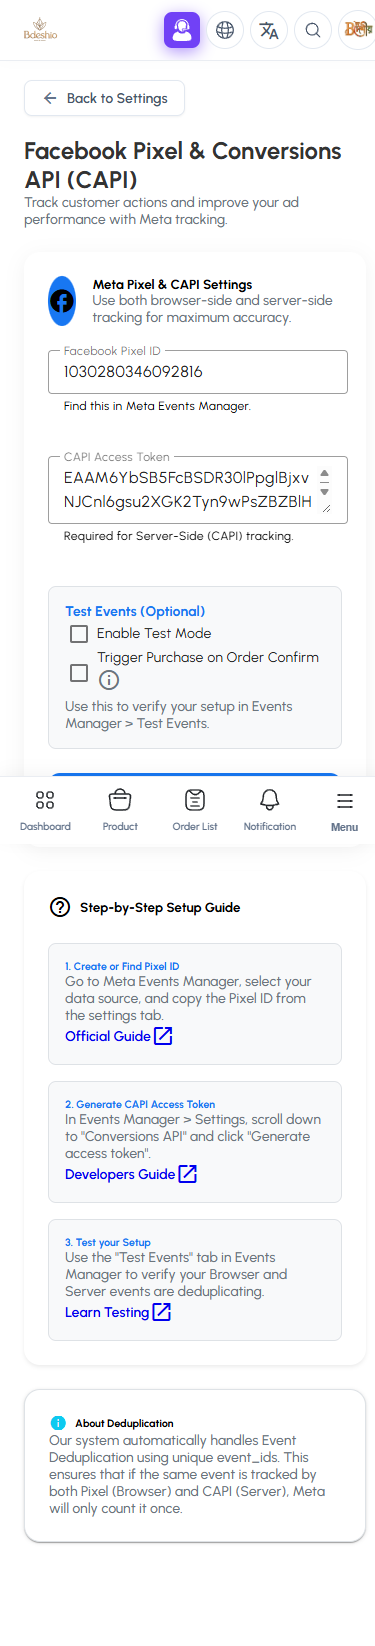 Bdeshio
Back to Settings
Facebook Pixel & Conversions
API (CAPI)
Track customer actions and improve your ad
performance with Meta tracking.
Meta Pixel & CAPI Settings
Use both browser-side and server-side
tracking for maximum accuracy.
Facebook Pixel ID
1030280346092816
Find this in Meta Events Manager.
CAPI Access Token
EAAM6YbSB5FcBSDR30lPpglBjxv
NJCnl6gsu2XGK2Tyn9wPsZBZBlH
Required for Server-Side (CAPI) tracking.
Test Events (Optional)
Enable Test Mode
Trigger Purchase on Order Confirm
Use this to verify your setup in Events
Manager > Test Events.
Dashboard
Product
Order List
Notification
Menu
Step-by-Step Setup Guide
1. Create or Find Pixel ID
Go to Meta Events Manager, select your
data source, and copy the Pixel ID from
the settings tab.
Official Guide
2. Generate CAPI Access Token
In Events Manager > Settings, scroll down
to "Conversions API" and click "Generate
access token".
Developers Guide
3. Test your Setup
Use the "Test Events" tab in Events
Manager to verify your Browser and
Server events are deduplicating.
Learn Testing
About Deduplication
Our system automatically handles Event
Deduplication using unique event_ids. This
ensures that if the same event is tracked by
both Pixel (Browser) and CAPI (Server), Meta
will only count it once.